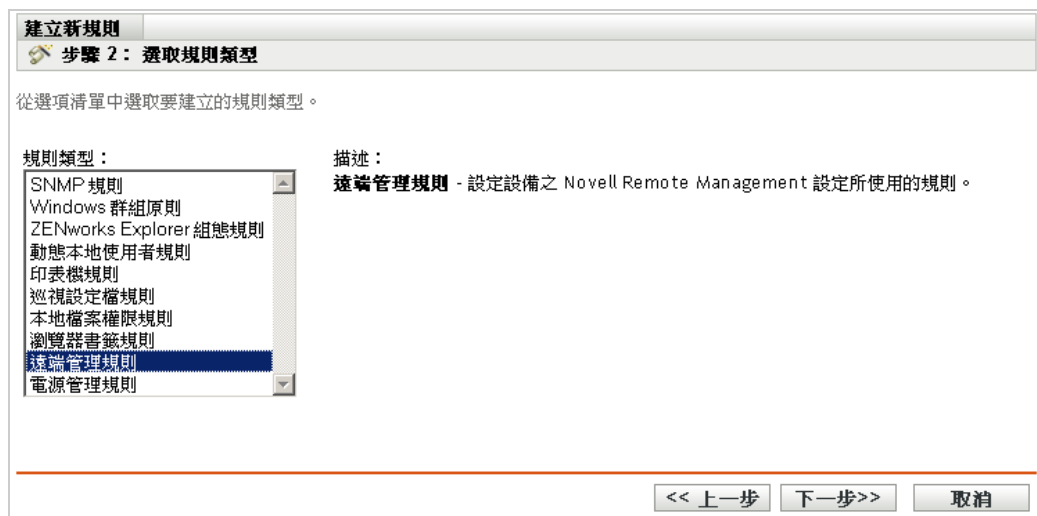 建立新規則
步驟 2： 選取規則類型
從選項清單中選取要建立的規則類型。
規則類型：
SNMP 規則
Windows 群組原則
ZENworks Explorer 組態規則
動態本地使用者規則
印表機規則
巡視設定檔規則
本地檔案權限規則
瀏覽器書籤規則
遠端管理規則
電源管理規則
描述：
遠端管理規則 - 設定設備之 Novell Remote Management 設定所使用的規則。
<< 上一步
下一步>>
取消